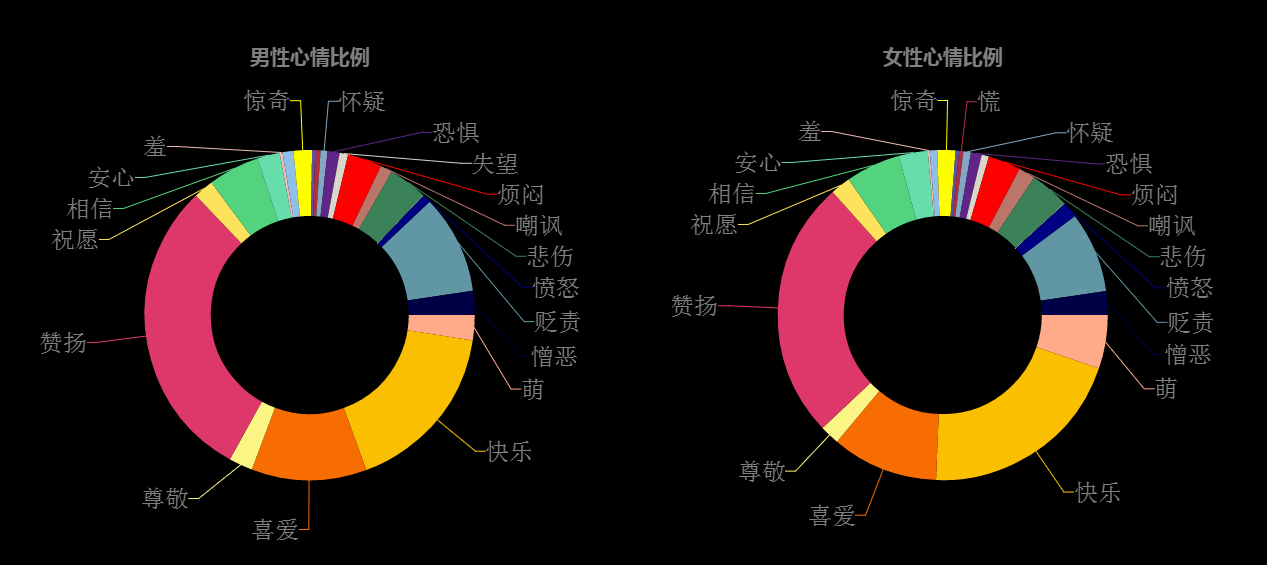 男性心情比例
惊奇
怀疑
恐惧
失望
烦闷
嘲讽
悲伤
愤怒
贬责
憎恶
萌
快乐
喜爱
尊敬
赞扬
祝愿
相信
安心
羞
女性心情比例
惊奇
慌
怀疑
恐惧
烦闷
嘲讽
悲伤
愤怒
贬责
憎恶
萌
快乐
喜爱
尊敬
赞扬
祝愿
相信
安心
羞